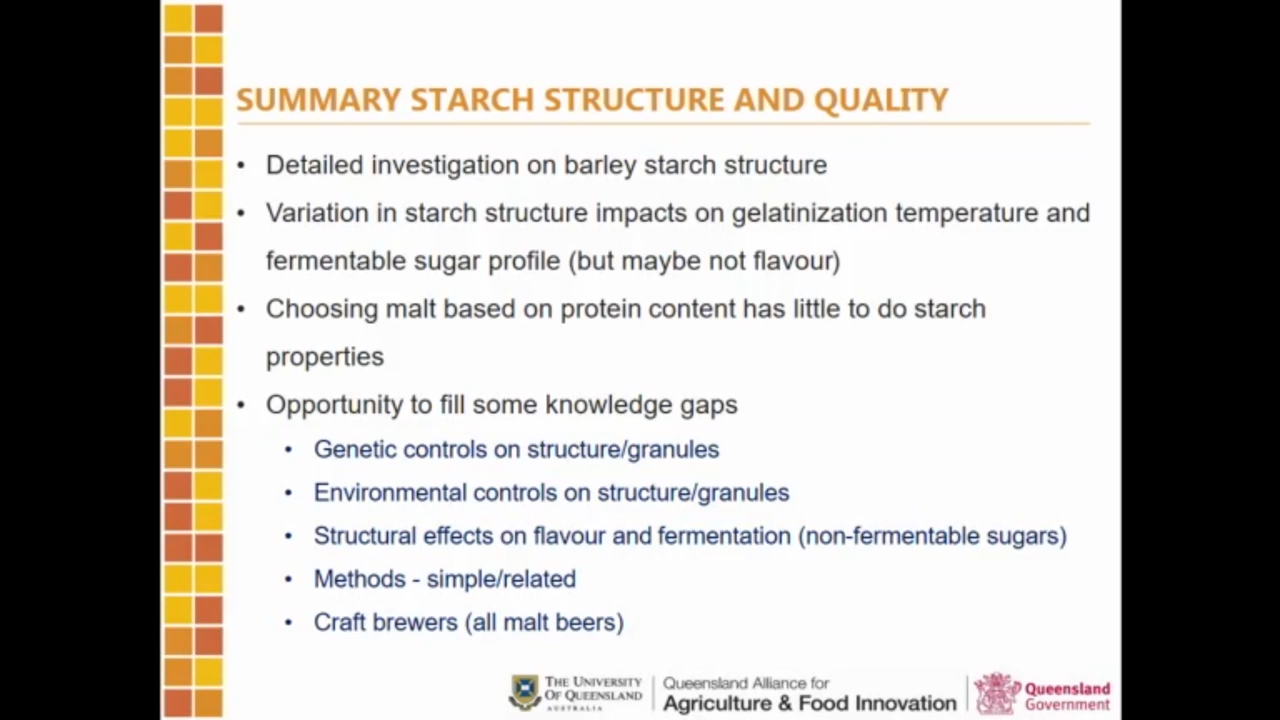 SUMMARY STARCH STRUCTURE AND QUALITY
• Detailed investigation on barley starch structure
• Variation in starch structure impacts on gelatinization temperature and
fermentable sugar profile (but maybe not flavour)
• Choosing malt based on protein content has little to do starch
properties
• Opportunity to fill some knowledge gaps
• Genetic controls on structure/granules
• Environmental controls on structure/granules
• Structural effects on flavour and fermentation (non-fermentable sugars)
• Methods - simple/related
• Craft brewers (all malt beers)
THE UNIVERSITY
OF QUEENSLAND
AUSTRALIA
Queensland Alliance for
Agriculture & Food Innovation
Queensland
Government